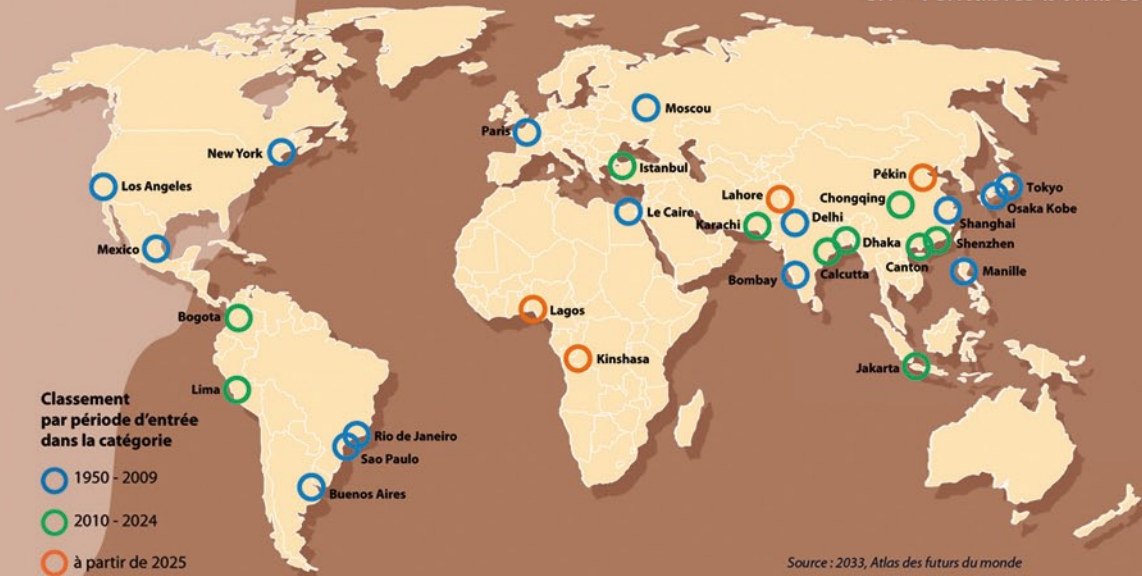 Moscou
Paris
New York
Istanbul
Los Angeles
Pékin
Lahore
Chongqing
Tokyo
Osaka Kobe
Le Caire
Karachi
Delhi
Shanghai
Mexico
Dhaka
Shenzhen
Canton
Calcutta
Bombay
Manille
Bogota
Lagos
Kinshasa
Jakarta
Lima
Classement
par période d'entrée
dans la catégorie
Rio de Janeiro
Sao Paulo
1950 - 2009
Buenos Aires
2010 - 2024
à partir de 2025
Source : 2033, Atlas des futurs du monde